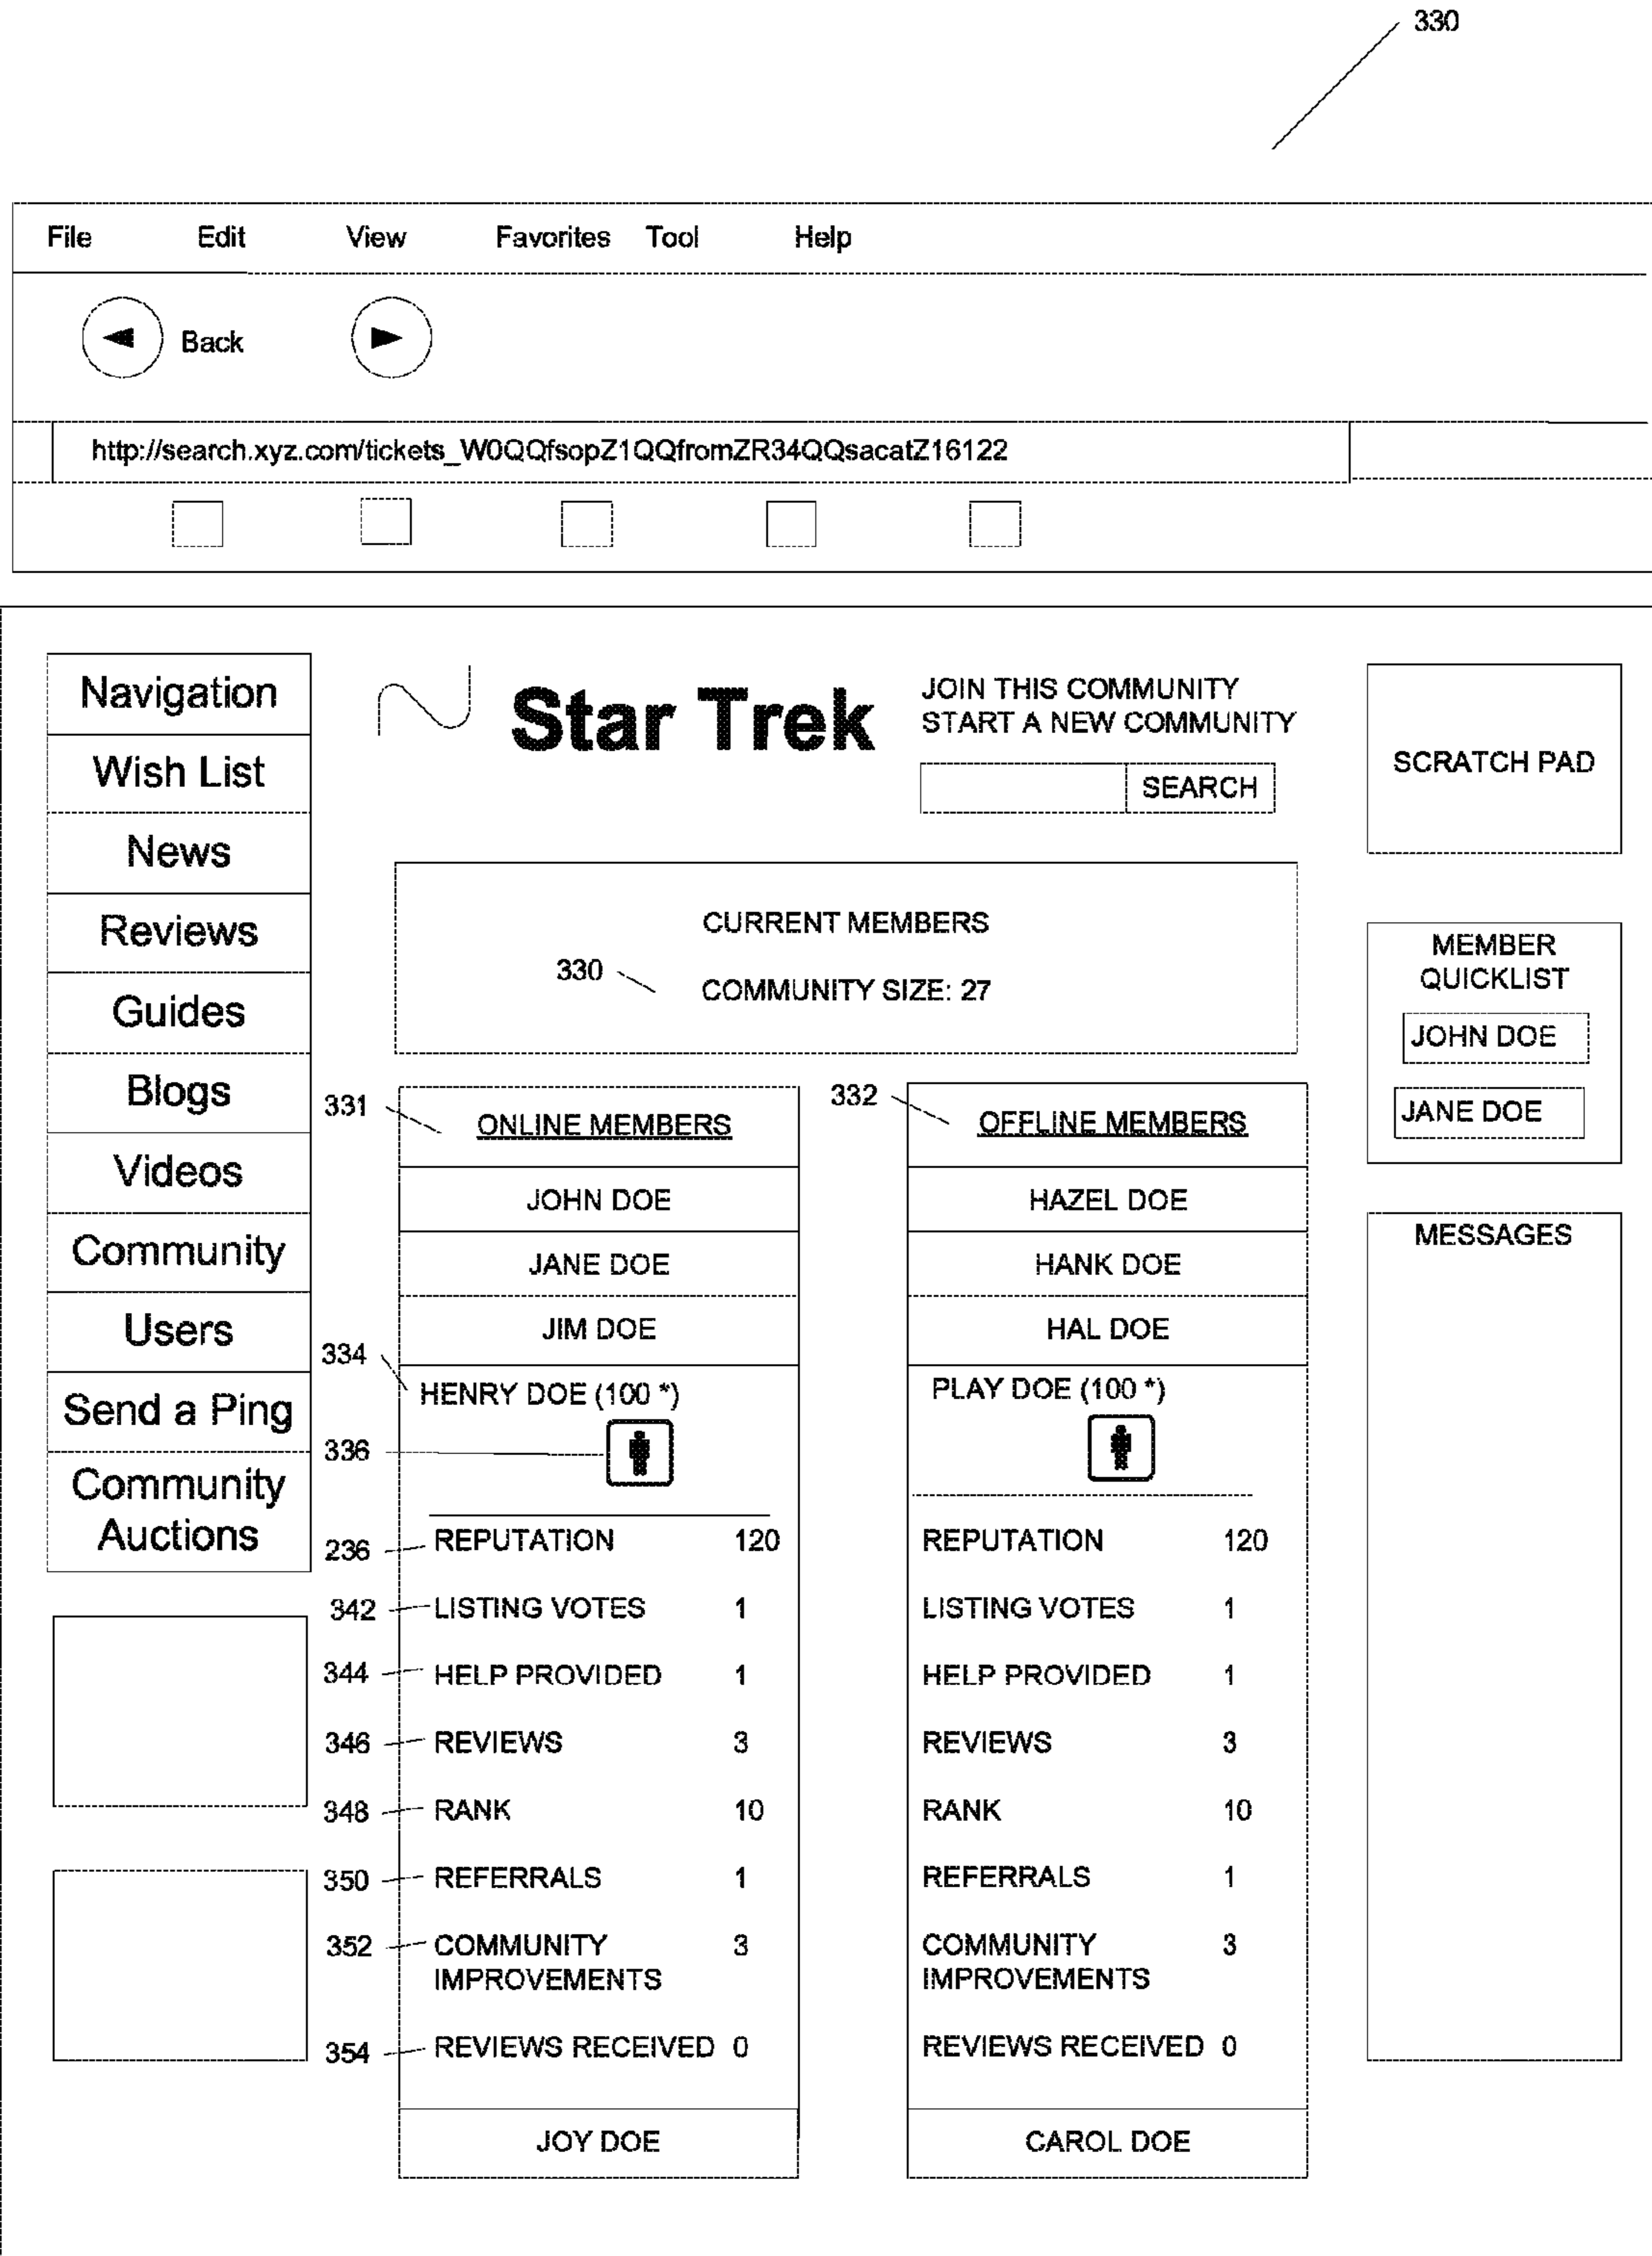 330
File Edit View Favorites Tool Help
Back
http://search.xyz.com/tickets_W0QQfsopZ1QQfromZR34QQsacatZ16122
Navigation
Wish List
News
Reviews
Guides
Blogs
Videos
Community
Users
Send a Ping
Community
Auctions
Star Trek
JOIN THIS COMMUNITY
START A NEW COMMUNITY
SEARCH
CURRENT MEMBERS
330
COMMUNITY SIZE: 27
331
ONLINE MEMBERS
JOHN DOE
JANE DOE
JIM DOE
334
HENRY DOE (100 *)
336
236 REPUTATION 120
342 LISTING VOTES 1
344 HELP PROVIDED 1
346 REVIEWS 3
348 RANK 10
350 REFERRALS 1
352 COMMUNITY 3
IMPROVEMENTS
354 REVIEWS RECEIVED 0
JOY DOE
332
OFFLINE MEMBERS
HAZEL DOE
HANK DOE
HAL DOE
PLAY DOE (100 *)
REPUTATION 120
LISTING VOTES 1
HELP PROVIDED 1
REVIEWS 3
RANK 10
REFERRALS 1
COMMUNITY 3
IMPROVEMENTS
REVIEWS RECEIVED 0
CAROL DOE
SCRATCH PAD
MEMBER
QUICKLIST
JOHN DOE
JANE DOE
MESSAGES